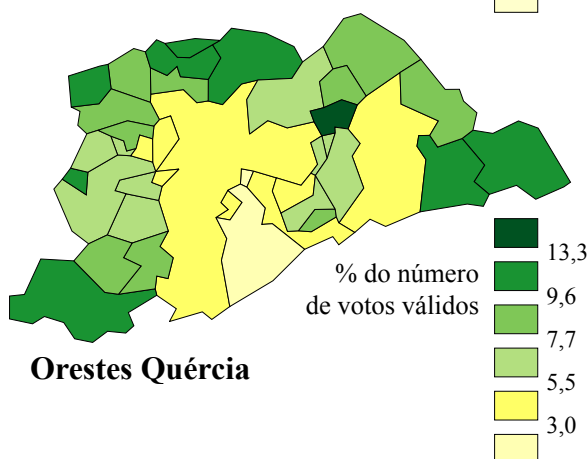 % do número
de votos válidos
Orestes Quércia
13,3
9,6
7,7
5,5
3,0